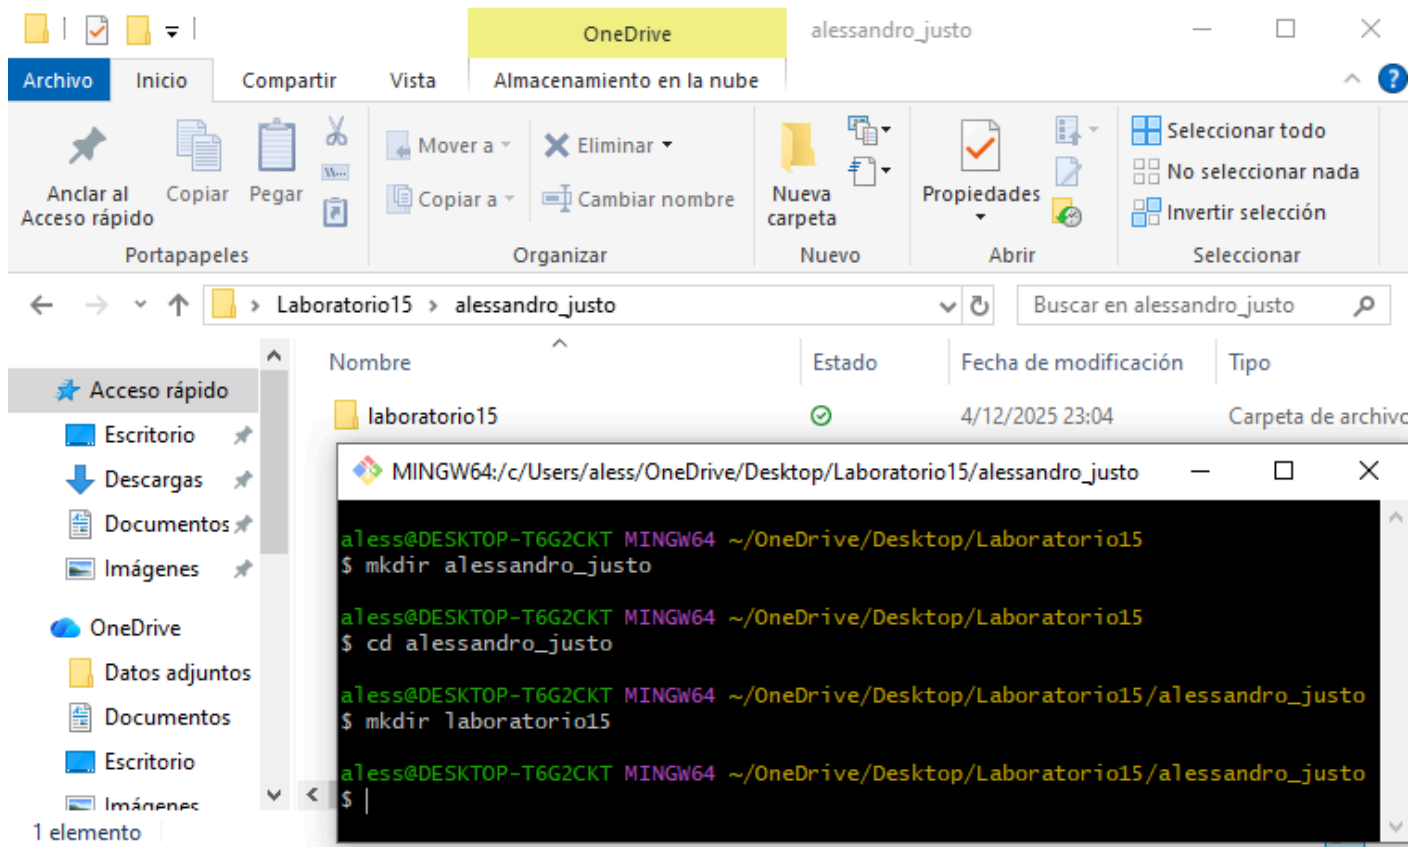 OneDrive alessandro_justo
Archivo Inicio Compartir Vista Almacenamiento en la nube
Anclar al Acceso rápido
Copiar
Pegar
Mover a
Copiar a
Eliminar
Cambiar nombre
Nueva carpeta
Propiedades
Seleccionar todo
No seleccionar nada
Invertir selección
Portapapeles Organizar Nuevo Abrir Seleccionar
Laboratorio15 > alessandro_justo
Buscar en alessandro_justo
Nombre Estado Fecha de modificación Tipo
laboratorio15 4/12/2025 23:04 Carpeta de archivo
Acceso rápido
Escritorio
Descargas
Documentos
Imágenes
OneDrive
Datos adjuntos
Documentos
Escritorio
Imágenes
1 elemento
MINGW64:/c/Users/aless/OneDrive/Desktop/Laboratorio15/alessandro_justo
aless@DESKTOP-T6G2CKT MINGW64 ~/OneDrive/Desktop/Laboratorio15
$ mkdir alessandro_justo
aless@DESKTOP-T6G2CKT MINGW64 ~/OneDrive/Desktop/Laboratorio15
$ cd alessandro_justo
aless@DESKTOP-T6G2CKT MINGW64 ~/OneDrive/Desktop/Laboratorio15/alessandro_justo
$ mkdir laboratorio15
aless@DESKTOP-T6G2CKT MINGW64 ~/OneDrive/Desktop/Laboratorio15/alessandro_justo
$